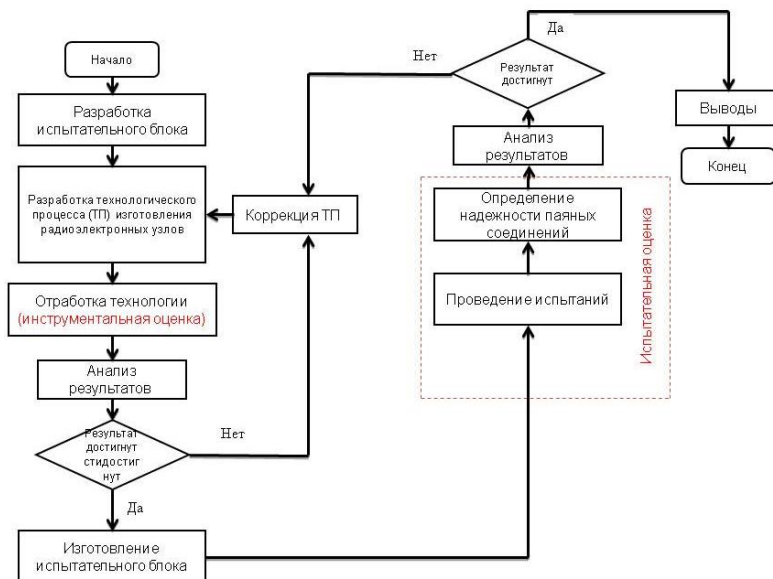 Начало
Разработка
испытательного блока
Разработка технологического
процесса (ТП) изготовления
радиоэлектронных узлов
Коррекция ТП
Отработка технологии
(инструментальная оценка)
Анализ
результатов
Результат
достигнут
стидостиг
нут
Нет
Да
Изготовление
испытательного блока
Проведение испытаний
Определение
надежности паяных
соединений
Испытательная оценка
Анализ
результатов
Результат
достигнут
Нет
Да
Выводы
Конец